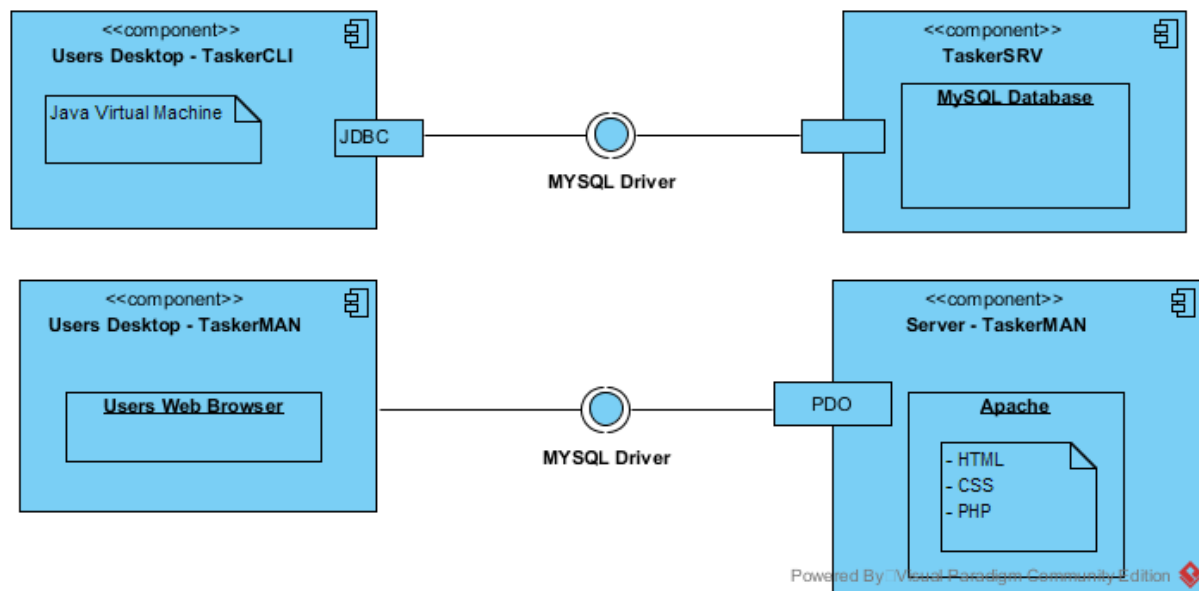 <<component>>
Users Desktop - TaskerCLI
Java Virtual Machine
JDBC
MYSQL Driver
<<component>>
TaskerSRV
MySQL Database
<<component>>
Users Desktop - TaskerMAN
Users Web Browser
MYSQL Driver
<<component>>
Server - TaskerMAN
PDO
Apache
- HTML
- CSS
- PHP
Powered By Visual Paradigm Community Edition